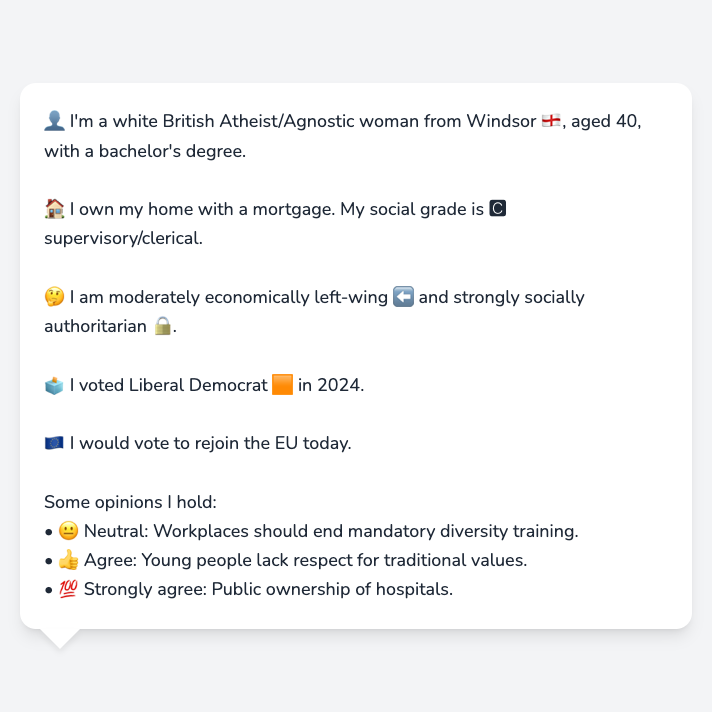 👤 I'm a white British Atheist/Agnostic woman from Windsor 🏴󠁧󠁢󠁥󠁮󠁧󠁿, aged 40,
with a bachelor's degree.
🏠 I own my home with a mortgage. My social grade is 🅲
supervisory/clerical.
🤔 I am moderately economically left-wing ⬅️ and strongly socially
authoritarian 🔒.
🗳️ I voted Liberal Democrat 🟧 in 2024.
🇪🇺 I would vote to rejoin the EU today.
Some opinions I hold:
• 😐 Neutral: Workplaces should end mandatory diversity training.
• 👍 Agree: Young people lack respect for traditional values.
• 💯 Strongly agree: Public ownership of hospitals.